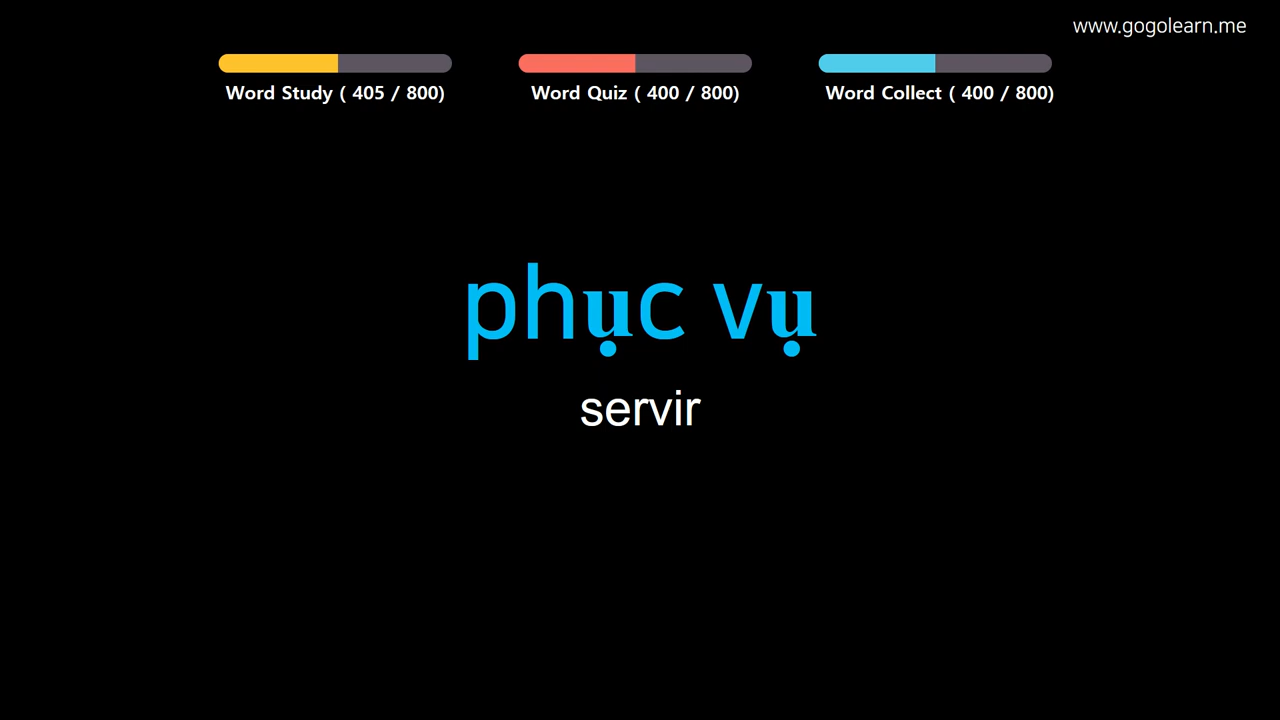 www.gogolearn.me
Word Study ( 405 / 800)
Word Quiz ( 400 / 800)
Word Collect ( 400 / 800)
phục vụ
servir